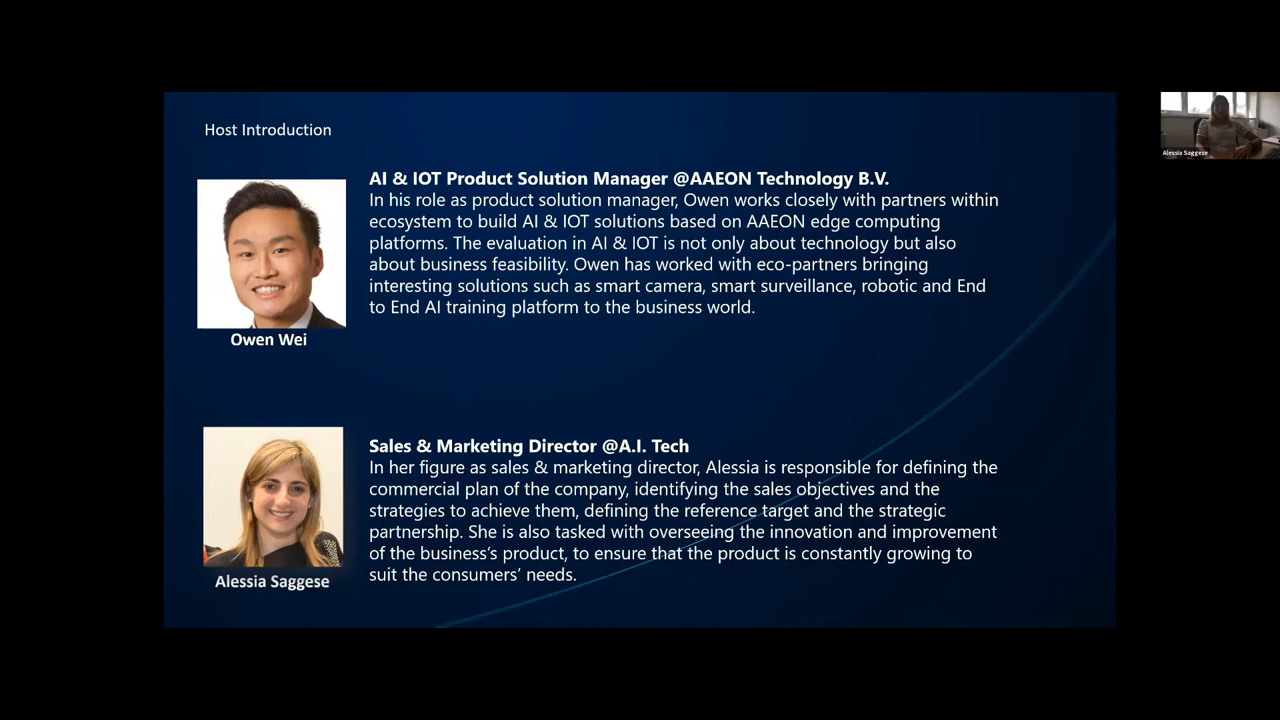 Host Introduction
AI & IOT Product Solution Manager @AAEON Technology B.V.
In his role as product solution manager, Owen works closely with partners within
ecosystem to build AI & IOT solutions based on AAEON edge computing
platforms. The evaluation in AI & IOT is not only about technology but also
about business feasibility. Owen has worked with eco-partners bringing
interesting solutions such as smart camera, smart surveillance, robotic and End
to End AI training platform to the business world.
Owen Wei
Sales & Marketing Director @A.I. Tech
In her figure as sales & marketing director, Alessia is responsible for defining the
commercial plan of the company, identifying the sales objectives and the
strategies to achieve them, defining the reference target and the strategic
partnership. She is also tasked with overseeing the innovation and improvement
of the business's product, to ensure that the product is constantly growing to
suit the consumers' needs.
Alessia Saggese
Alessia Saggese